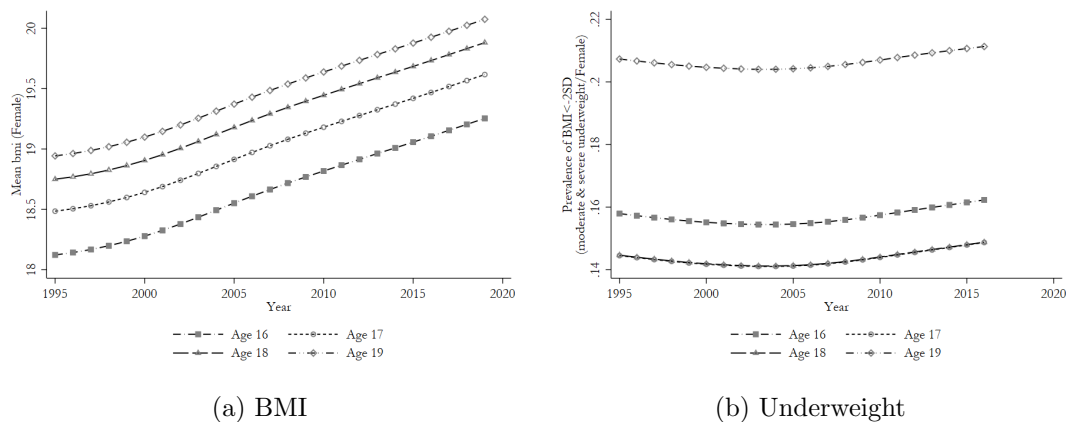 20
19.5
19
18.5
18
Mean bmi (Female)
1995 2000 2005 2010 2015 2020
Year
Age 16 Age 17
Age 18 Age 19
(a) BMI
.22
.2
.18
.16
.14
Prevalence of BMI<-2SD
(moderate & severe underweight/Female)
1995 2000 2005 2010 2015 2020
Year
Age 16 Age 17
Age 18 Age 19
(b) Underweight